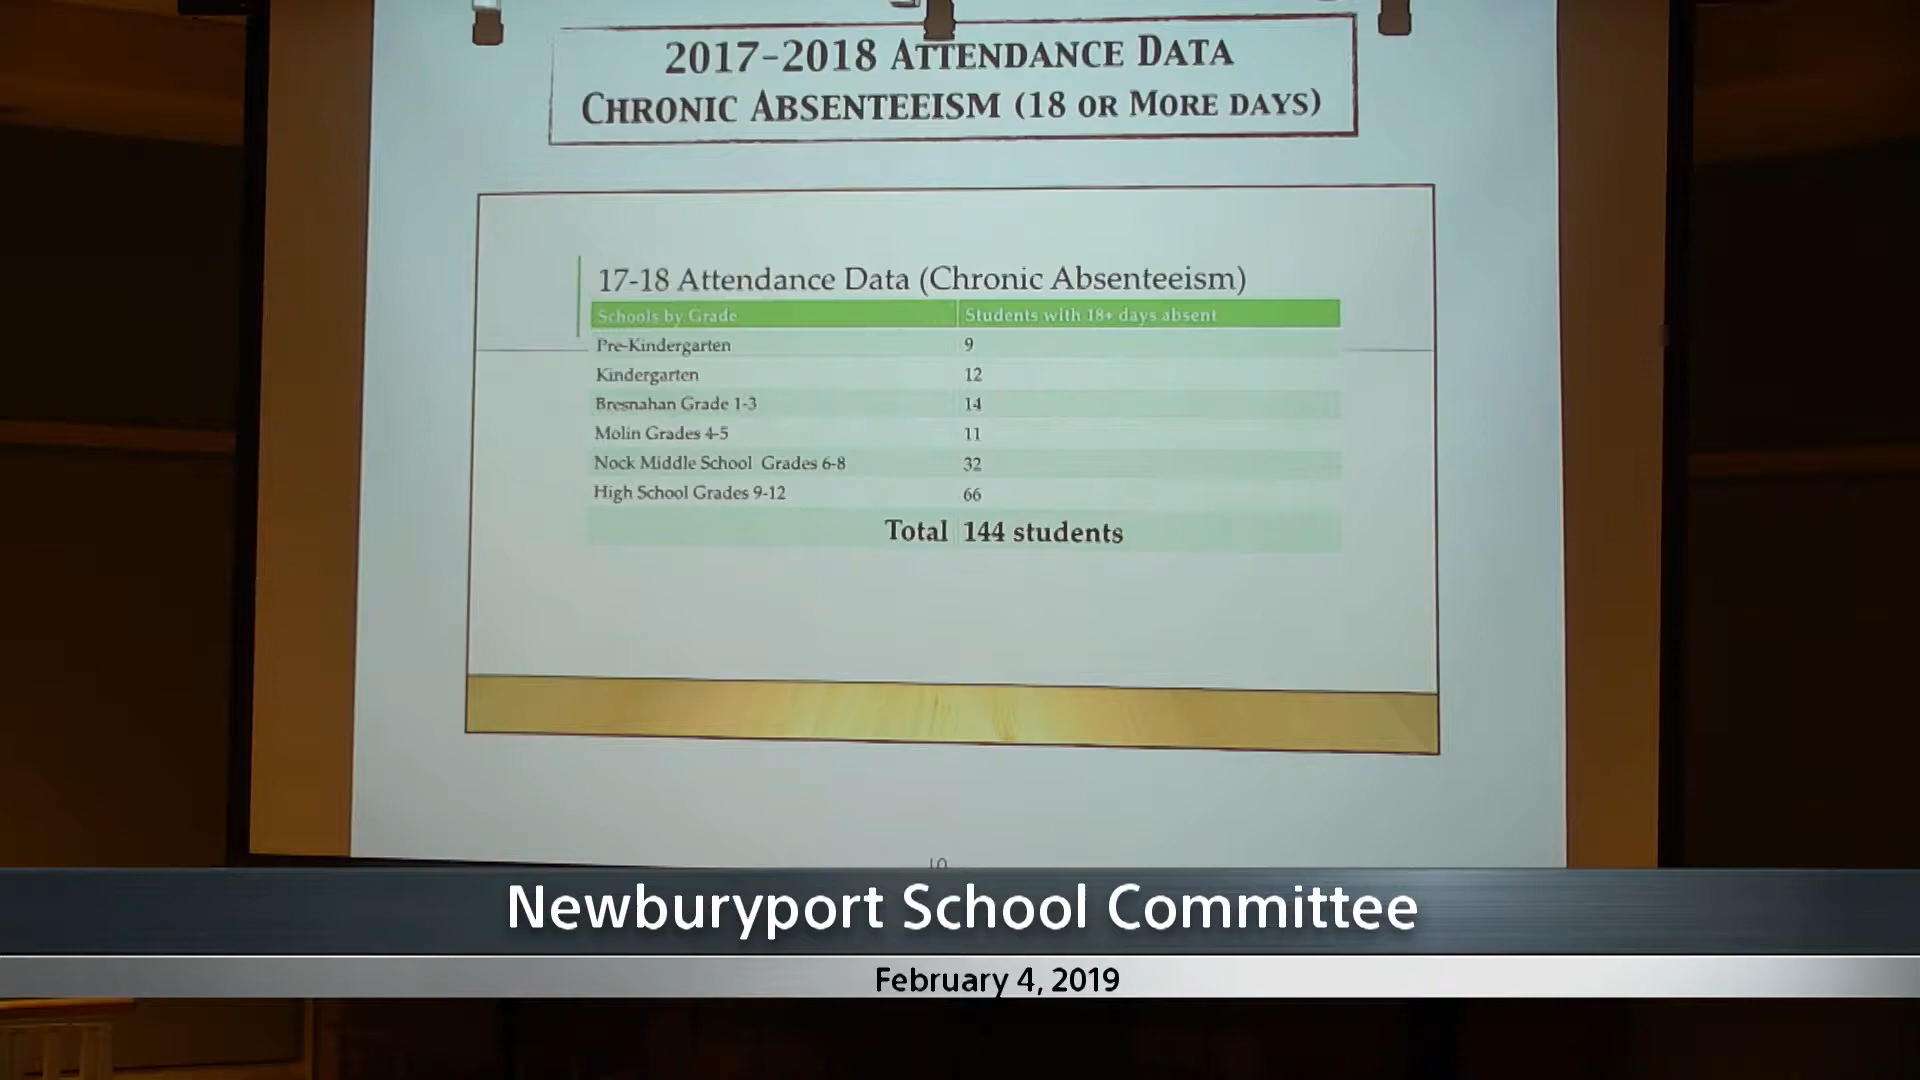 2017-2018 ATTENDANCE DATA
CHRONIC ABSENTEEISM (18 OR MORE DAYS)
17-18 Attendance Data (Chronic Absenteeism)
Schools by Grade Students with 18+ days absent
Pre-Kindergarten 9
Kindergarten 12
Bresnahan Grade 1-3 14
Molin Grades 4-5 11
Nock Middle School Grades 6-8 32
High School Grades 9-12 66
Total 144 students
10
Newburyport School Committee
February 4, 2019